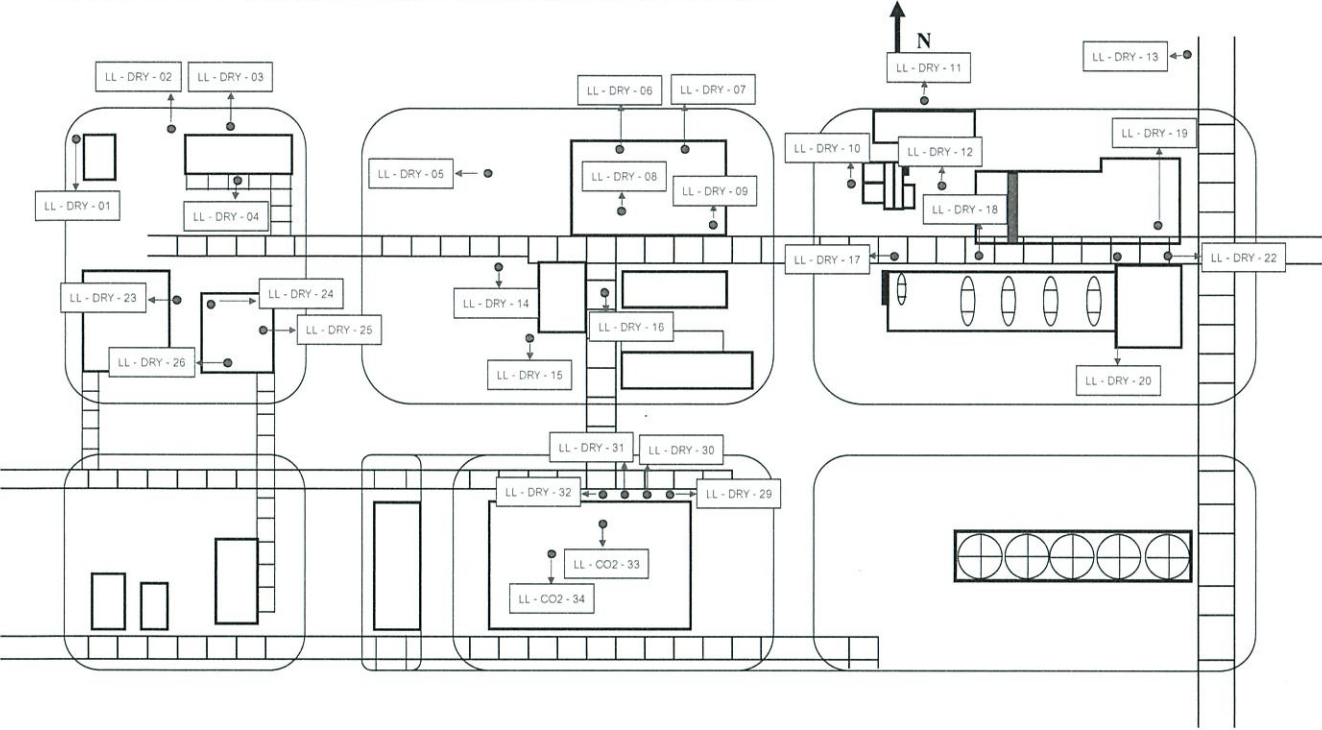 N
LL - DRY - 11
LL - DRY - 13
LL - DRY - 02
LL - DRY - 03
LL - DRY - 06
LL - DRY - 07
LL - DRY - 19
LL - DRY - 10
LL - DRY - 12
LL - DRY - 05
LL - DRY - 08
LL - DRY - 09
LL - DRY - 01
LL - DRY - 04
LL - DRY - 18
LL - DRY - 17
LL - DRY - 22
LL - DRY - 23
LL - DRY - 24
LL - DRY - 14
LL - DRY - 25
LL - DRY - 16
LL - DRY - 26
LL - DRY - 15
LL - DRY - 20
LL - DRY - 31
LL - DRY - 30
LL - DRY - 32
LL - DRY - 29
LL - CO2 - 33
LL - CO2 - 34